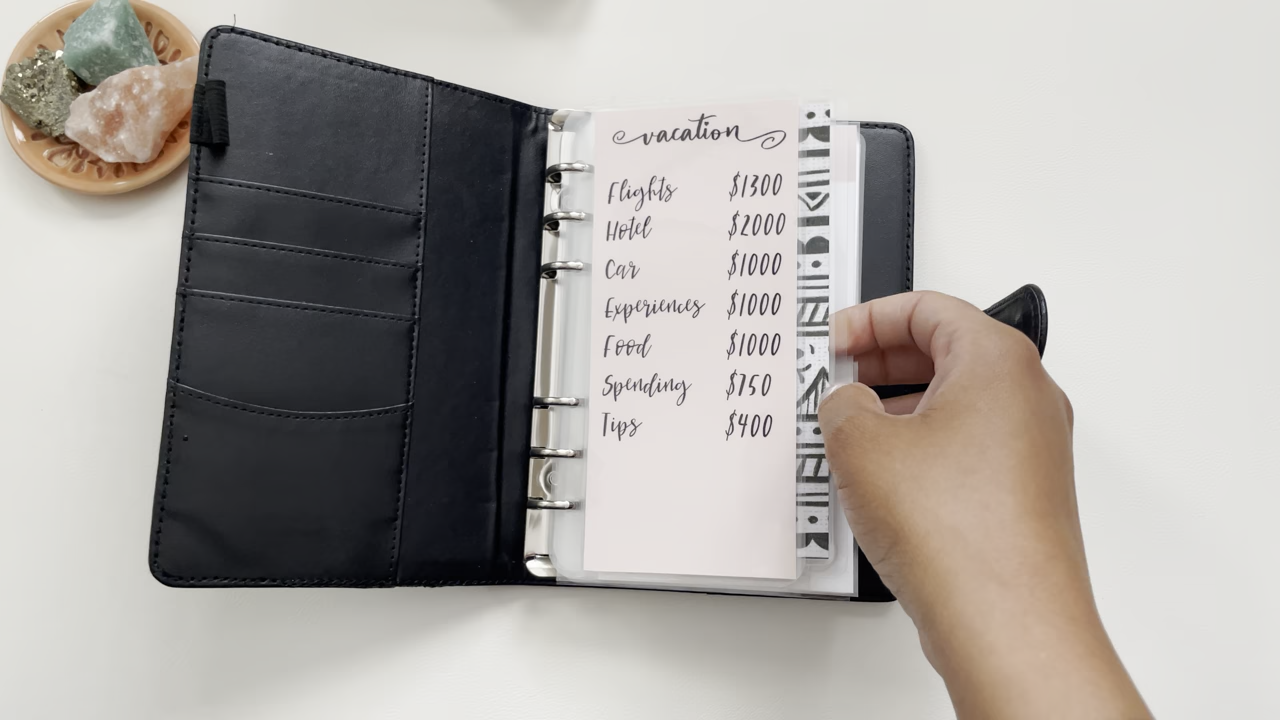 vacation
Flights $1300
Hotel $2000
Car $1000
Experiences $1000
Food $1000
Spending $750
Tips $400